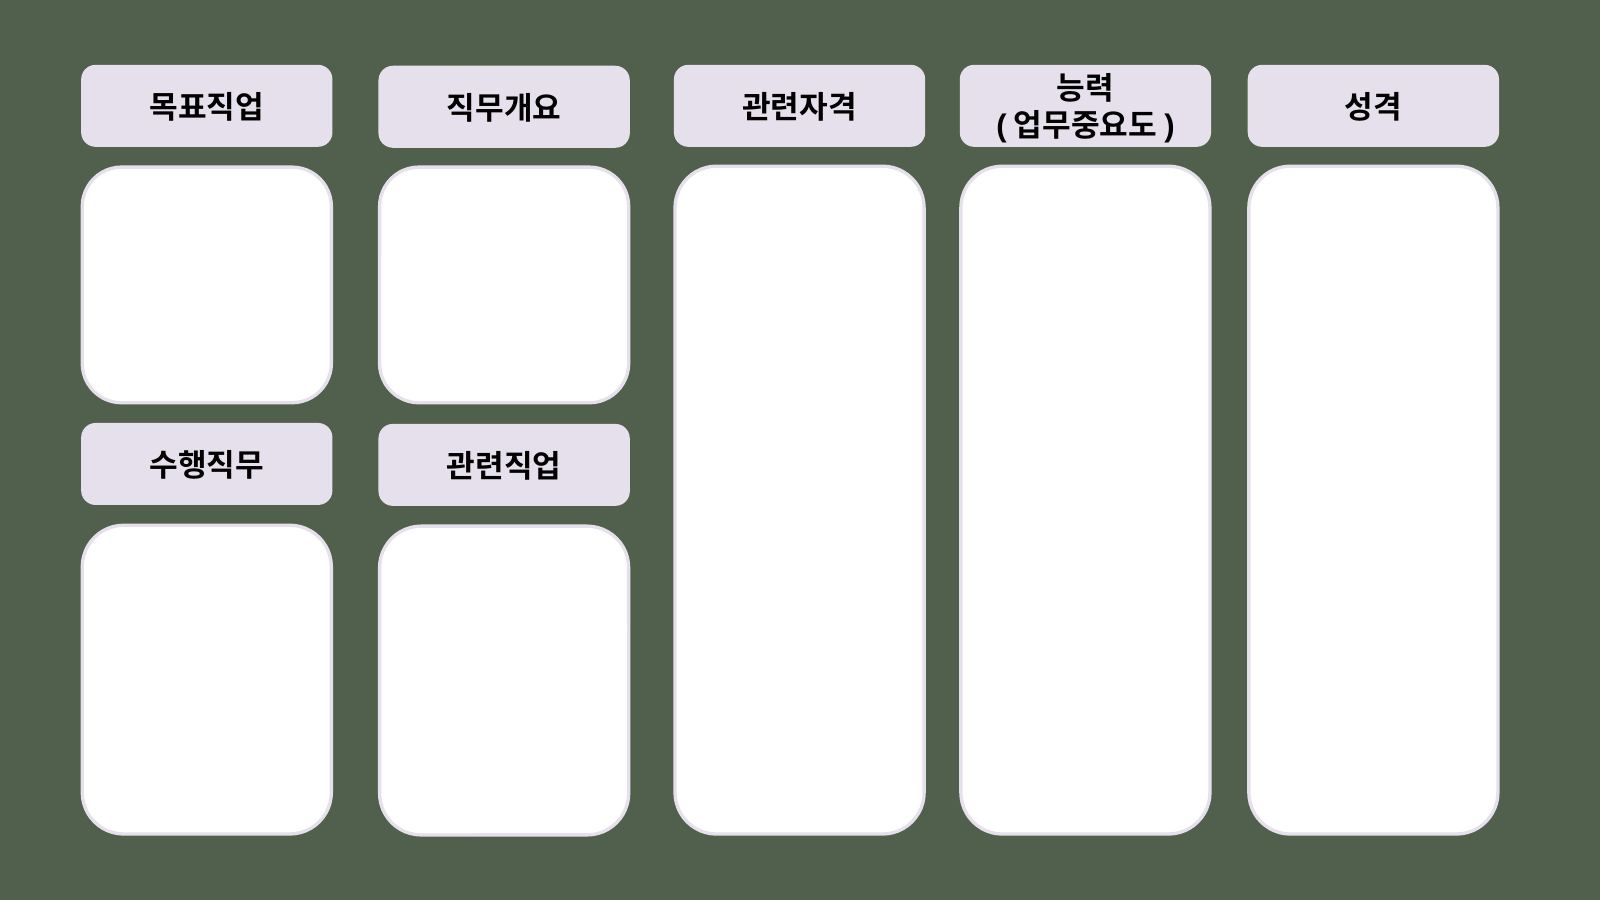 목표직업
직무개요
관련자격
능력
( 업무중요도 )
성격
수행직무
관련직업